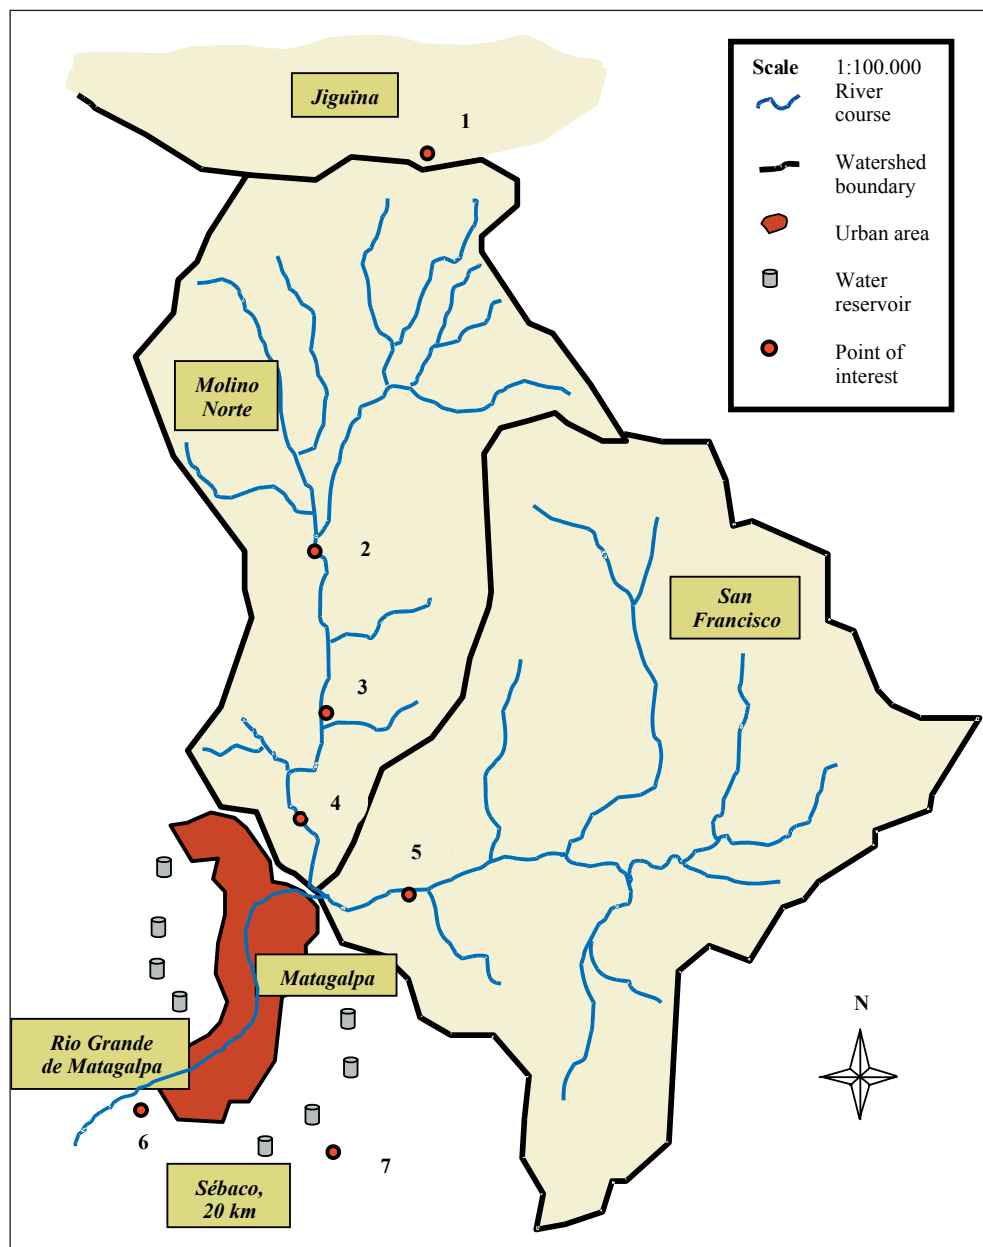 Jiguïna
1
Scale 1:100.000
River
course
Watershed
boundary
Urban area
Water
reservoir
Point of
interest
Molino
Norte
2
San
Francisco
3
4
5
Matagalpa
N
Rio Grande
de Matagalpa
6
7
Sébaco,
20 km